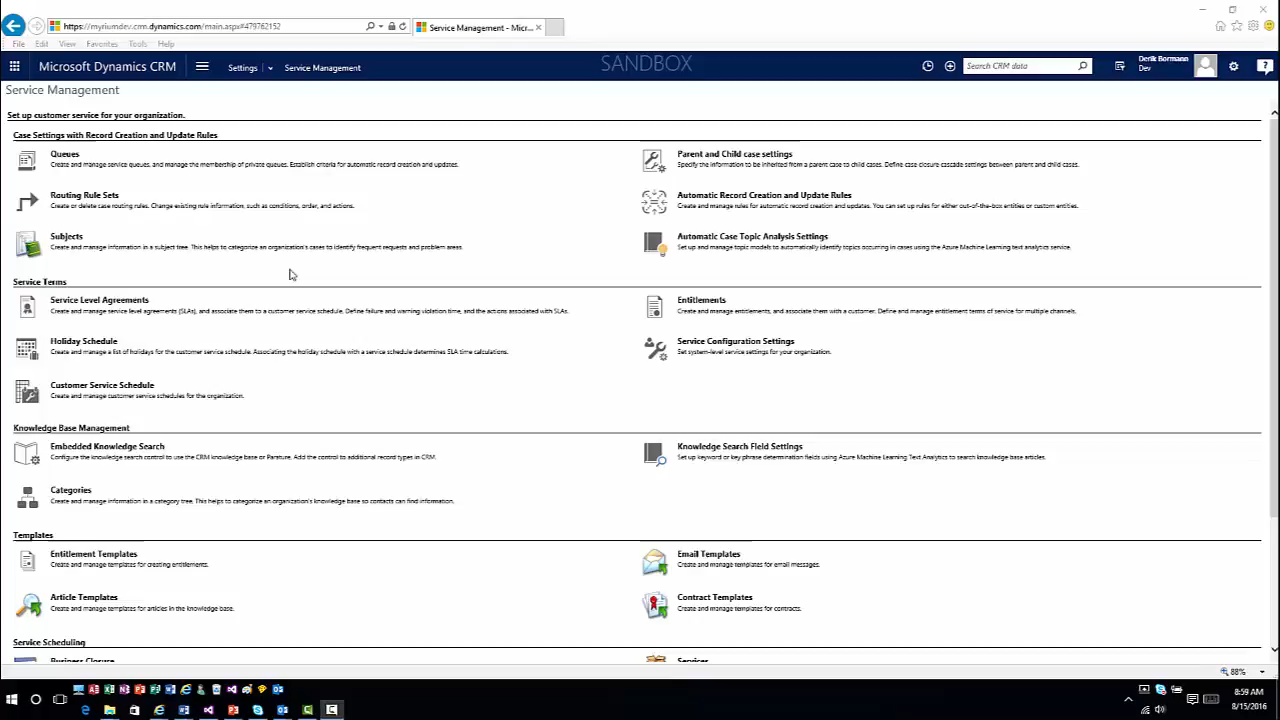 https://myriumdev.crm.dynamics.com/main.aspx#479762152
Service Management - Micr...
File Edit View Favorites Tools Help
Microsoft Dynamics CRM
Settings
Service Management
SANDBOX
Search CRM data
Derik Bormann
Dev
Service Management
Set up customer service for your organization.
Case Settings with Record Creation and Update Rules
Queues
Create and manage service queues, and manage the membership of private queues. Establish criteria for automatic record creation and updates.
Parent and Child case settings
Specify the information to be inherited from a parent case to child cases. Define case closure cascade settings between parent and child cases.
Routing Rule Sets
Create or delete case routing rules. Change existing rule information, such as conditions, order, and actions.
Automatic Record Creation and Update Rules
Create and manage rules for automatic record creation and updates. You can set up rules for either out-of-the-box entities or custom entities.
Subjects
Create and manage information in a subject tree. This helps to categorize an organization's cases to identify frequent requests and problem areas.
Automatic Case Topic Analysis Settings
Set up and manage topic models to automatically identify topics occurring in cases using the Azure Machine Learning text analytics service.
Service Terms
Service Level Agreements
Create and manage service level agreements (SLAs), and associate them to a customer service schedule. Define failure and warning violation time, and the actions associated with SLAs.
Entitlements
Create and manage entitlements, and associate them with a customer. Define and manage entitlement terms of service for multiple channels.
Holiday Schedule
Create and manage a list of holidays for the customer service schedule. Associating the holiday schedule with a service schedule determines SLA time calculations.
Service Configuration Settings
Set system-level service settings for your organization.
Customer Service Schedule
Create and manage customer service schedules for the organization.
Knowledge Base Management
Embedded Knowledge Search
Configure the knowledge search control to use the CRM knowledge base or Parature. Add the control to additional record types in CRM.
Knowledge Search Field Settings
Set up keyword or key phrase determination fields using Azure Machine Learning Text Analytics to search knowledge base articles.
Categories
Create and manage information in a category tree. This helps to categorize an organization's knowledge base so contacts can find information.
Templates
Entitlement Templates
Create and manage templates for creating entitlements.
Email Templates
Create and manage templates for email messages.
Article Templates
Create and manage templates for articles in the knowledge base.
Contract Templates
Create and manage templates for contracts.
Service Scheduling
Business Closure
Services
88%
8:59 AM
8/15/2016